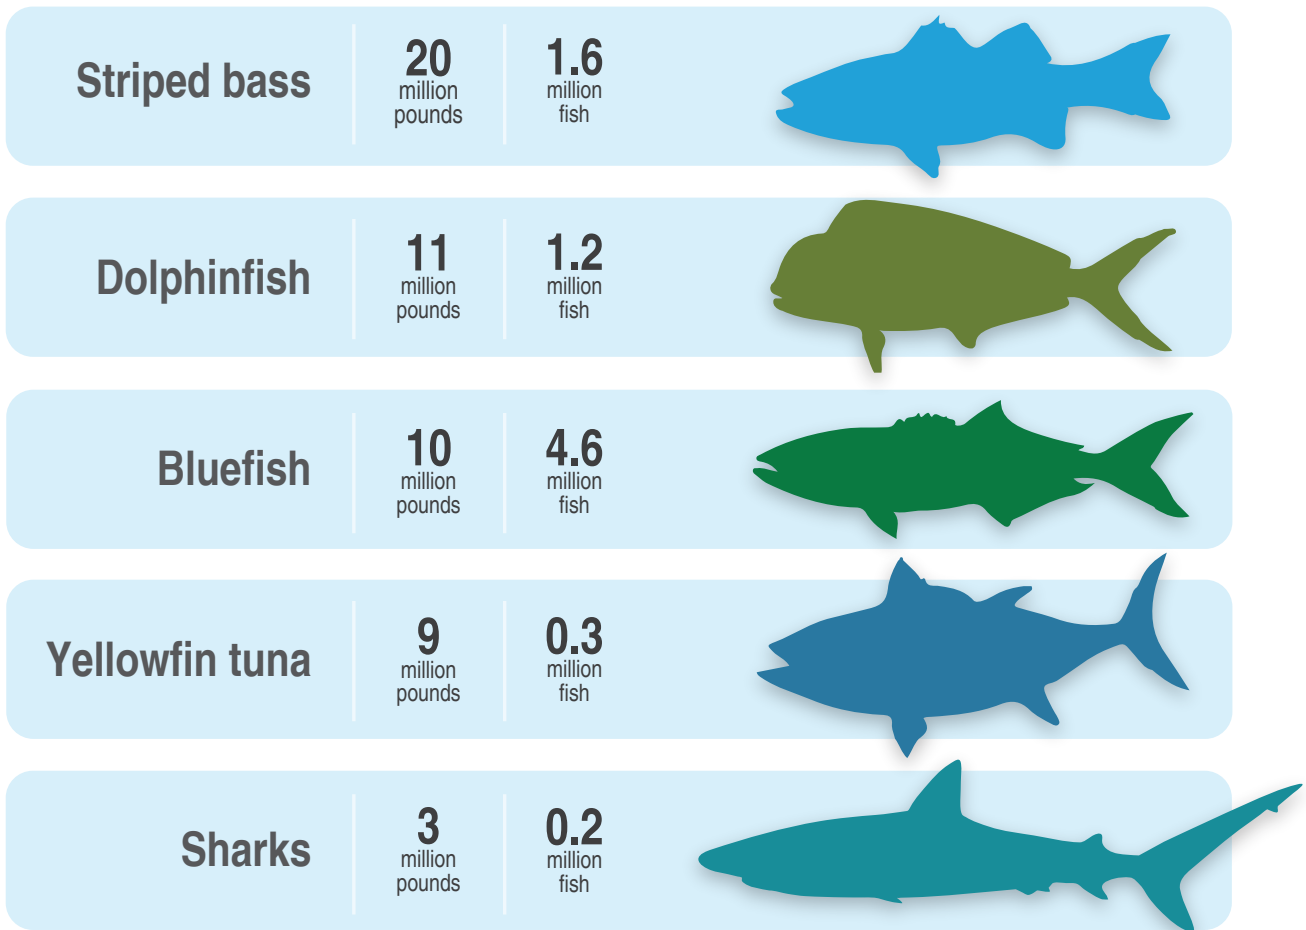 Striped bass
20
million
pounds
1.6
million
fish
Dolphinfish
11
million
pounds
1.2
million
fish
Bluefish
10
million
pounds
4.6
million
fish
Yellowfin tuna
9
million
pounds
0.3
million
fish
Sharks
3
million
pounds
0.2
million
fish